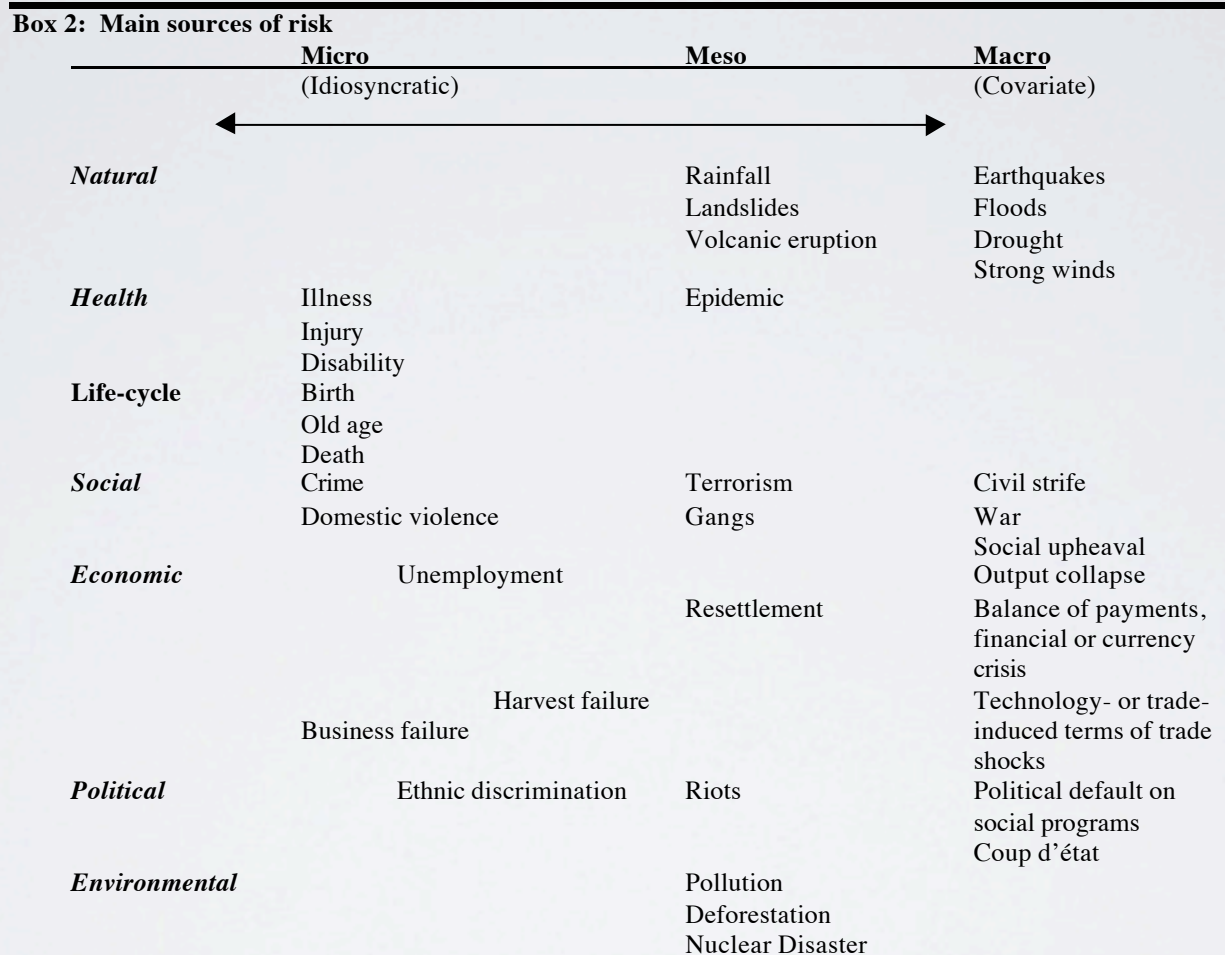 Box 2: Main sources of risk
Micro Meso Macro
(Idiosyncratic) (Covariate)
Natural Rainfall Earthquakes
Landslides Floods
Volcanic eruption Drought
Strong winds
Health Illness Epidemic
Injury
Disability
Life-cycle Birth
Old age
Death
Social Crime Terrorism Civil strife
Domestic violence Gangs War
Social upheaval
Economic Unemployment Output collapse
Resettlement Balance of payments,
financial or currency
crisis
Harvest failure Technology- or trade-
Business failure induced terms of trade
shocks
Political Ethnic discrimination Riots Political default on
social programs
Coup d’état
Environmental Pollution
Deforestation
Nuclear Disaster